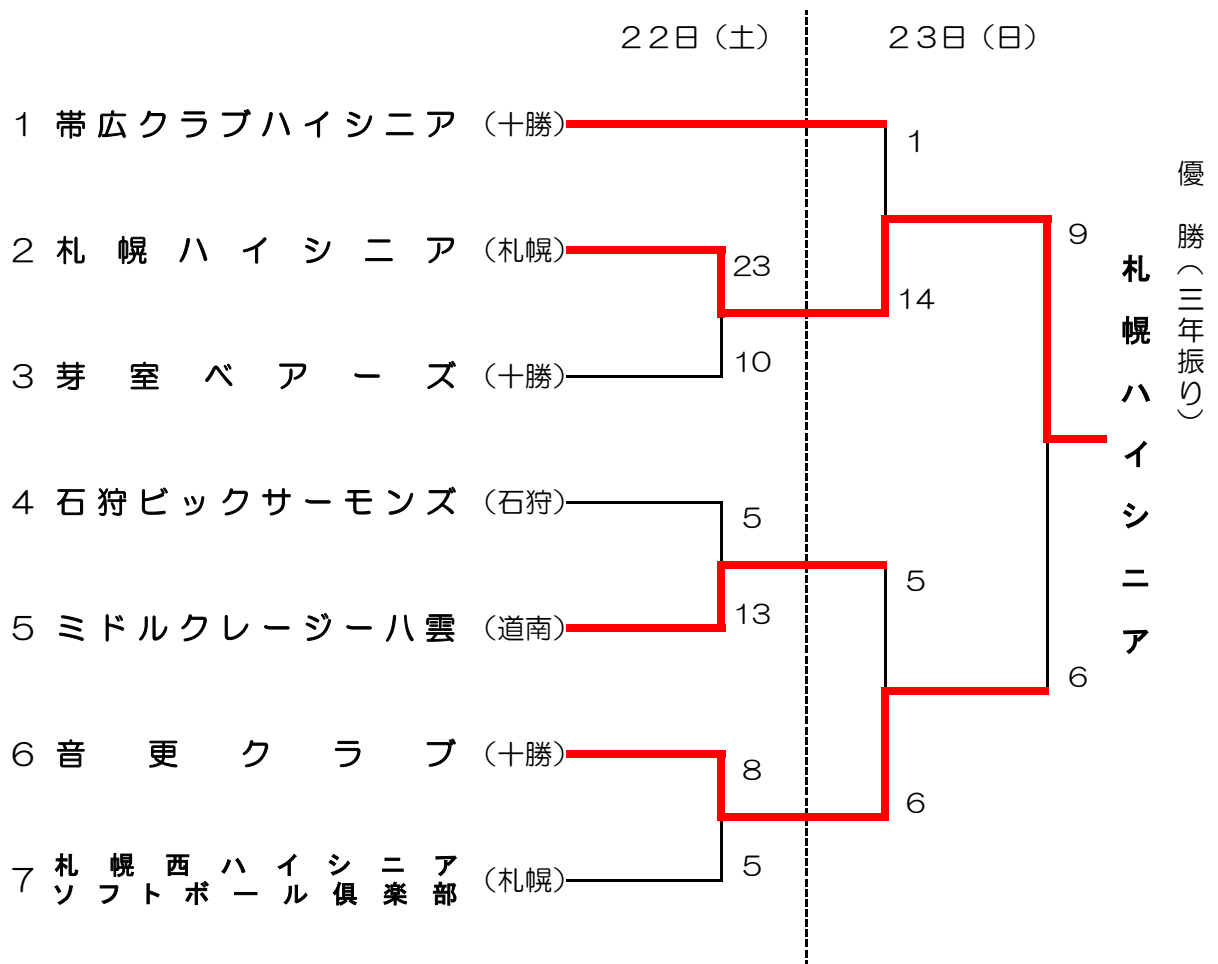 22日（土）
23日（日）
1 帯広クラブハイシニア （十勝）
1
2 札幌ハイシニア （札幌）
23
14
3 芽室ベアーズ （十勝）
10
4 石狩ビックサーモンズ （石狩）
5
5 ミドルクレージー八雲 （道南）
13
5
6 音更クラブ （十勝）
8
6
7 札幌西ハイシニア
ソフトボール倶楽部 （札幌）
5
9
6
札幌ハイシニア
優勝（三年振り）